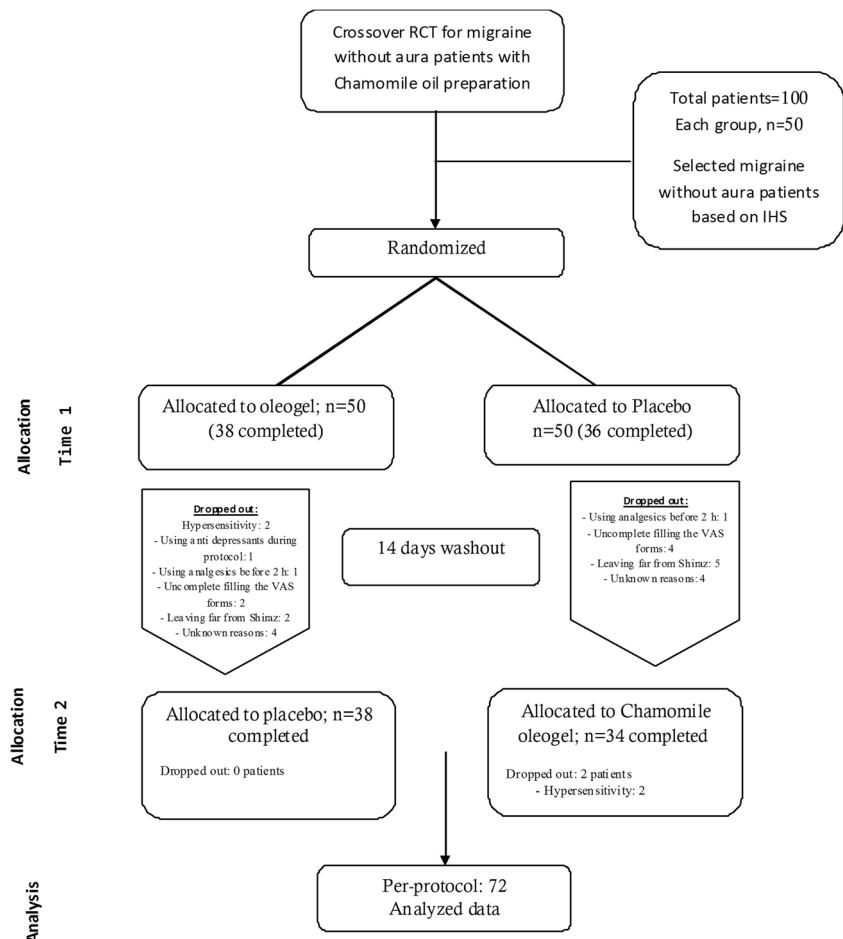 Crossover RCT for migraine
without aura patients with
Chamomile oil preparation
Total patients=100
Each group, n=50
Selected migraine
without aura patients
based on IHS
Randomized
Allocation
Time 1
Allocated to oleogel; n=50
(38 completed)
Allocated to Placebo
n=50 (36 completed)
Dropped out:
Hypersensitivity: 2
- Using anti depressants during
protocol: 1
- Using analgesics before 2 h: 1
- Uncomplete filling the VAS
forms: 2
- Leaving far from Shiraz: 2
- Unknown reasons: 4
14 days washout
Dropped out:
- Using analgesics before 2 h: 1
- Uncomplete filling the VAS
forms: 4
- Leaving far from Shiraz: 5
- Unknown reasons: 4
Allocation
Time 2
Allocated to placebo; n=38
completed
Dropped out: 0 patients
Allocated to Chamomile
oleogel; n=34 completed
Dropped out: 2 patients
- Hypersensitivity: 2
Analysis
Per-protocol: 72
Analyzed data